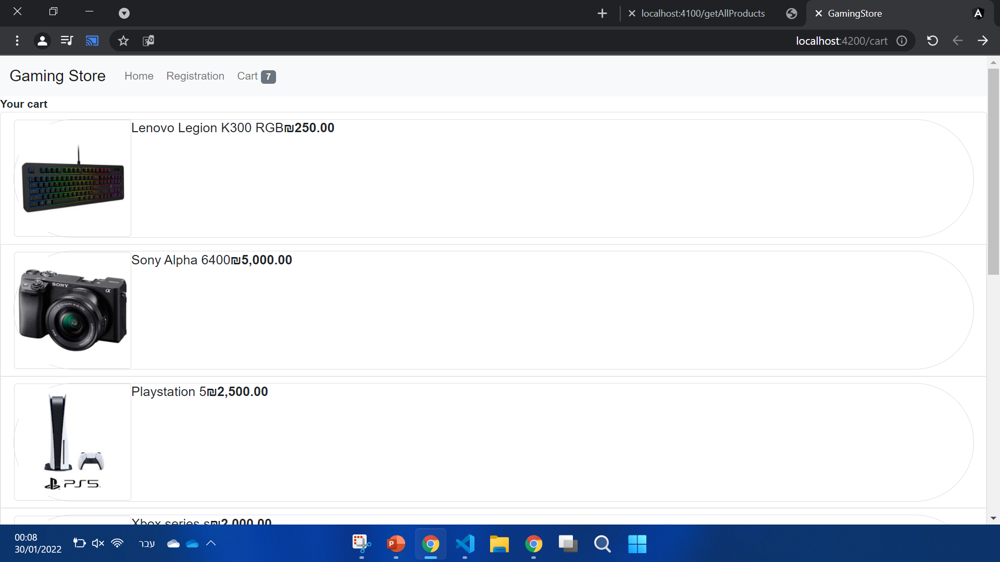 localhost:4100/getAllProducts
GamingStore
localhost:4200/cart
Gaming Store
Home
Registration
Cart 7
Your cart
Lenovo Legion K300 RGB₪250.00
SONY
α
Sony Alpha 6400₪5,000.00
PS5
Playstation 5₪2,500.00
Xbox series s₪2,000.00
00:08
30/01/2022
עבר